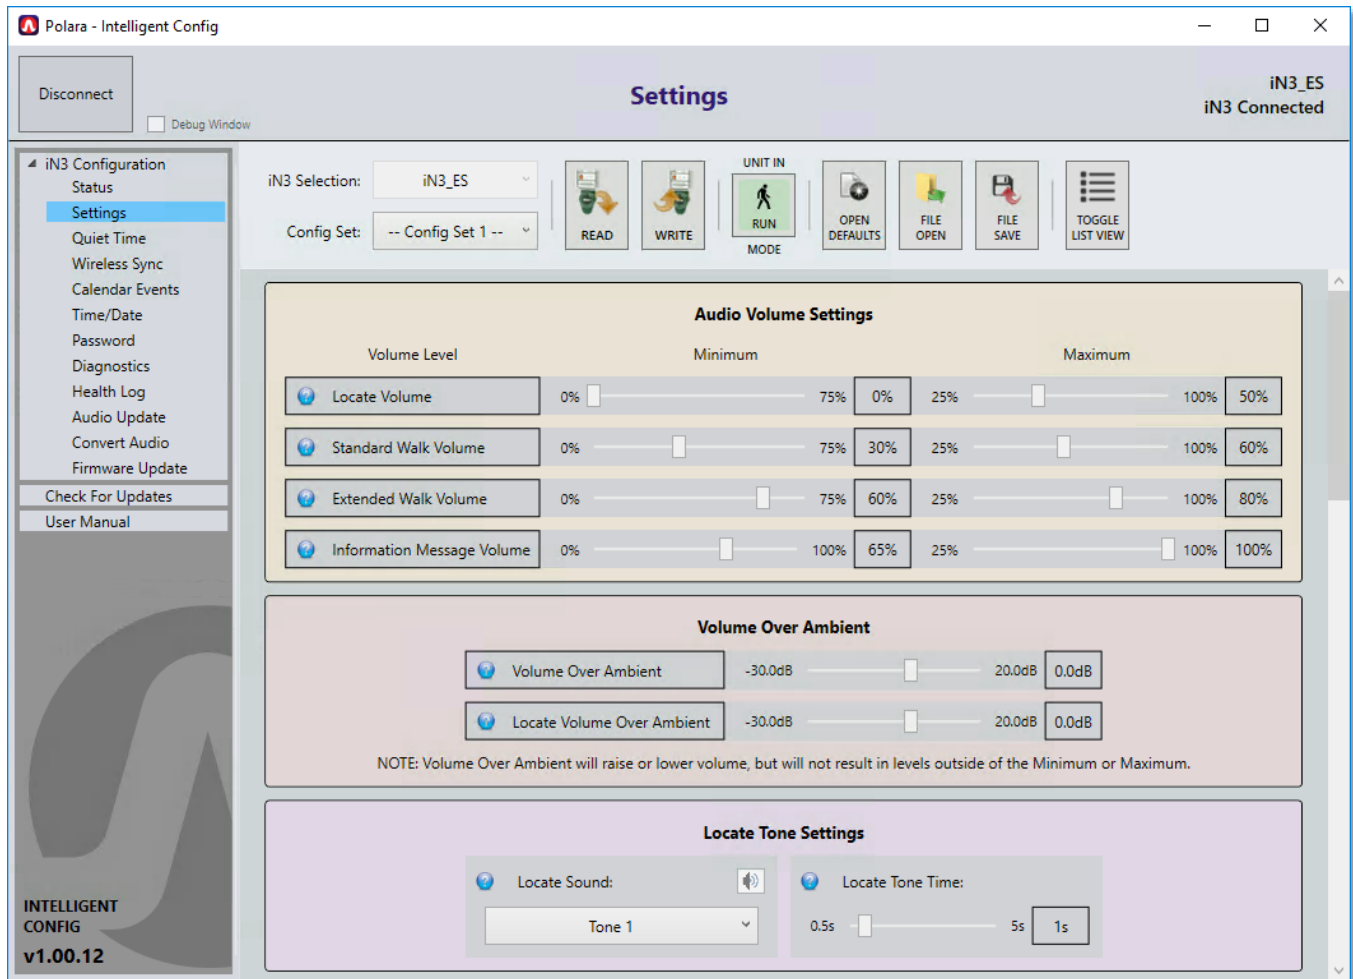 Polara - Intelligent Config
Disconnect
Debug Window
Settings
iN3_ES
iN3 Connected
iN3 Configuration
Status
Settings
Quiet Time
Wireless Sync
Calendar Events
Time/Date
Password
Diagnostics
Health Log
Audio Update
Convert Audio
Firmware Update
Check For Updates
User Manual
INTELLIGENT
CONFIG
v1.00.12
iN3 Selection: iN3_ES
Config Set: -- Config Set 1 --
READ
WRITE
UNIT IN
RUN
MODE
OPEN
DEFAULTS
FILE
OPEN
FILE
SAVE
TOGGLE
LIST VIEW
Audio Volume Settings
Volume Level Minimum Maximum
Locate Volume 0% 75% 0% 25% 100% 50%
Standard Walk Volume 0% 75% 30% 25% 100% 60%
Extended Walk Volume 0% 75% 60% 25% 100% 80%
Information Message Volume 0% 100% 65% 25% 100% 100%
Volume Over Ambient
Volume Over Ambient -30.0dB 20.0dB 0.0dB
Locate Volume Over Ambient -30.0dB 20.0dB 0.0dB
NOTE: Volume Over Ambient will raise or lower volume, but will not result in levels outside of the Minimum or Maximum.
Locate Tone Settings
Locate Sound:
Tone 1
Locate Tone Time:
0.5s 5s 1s